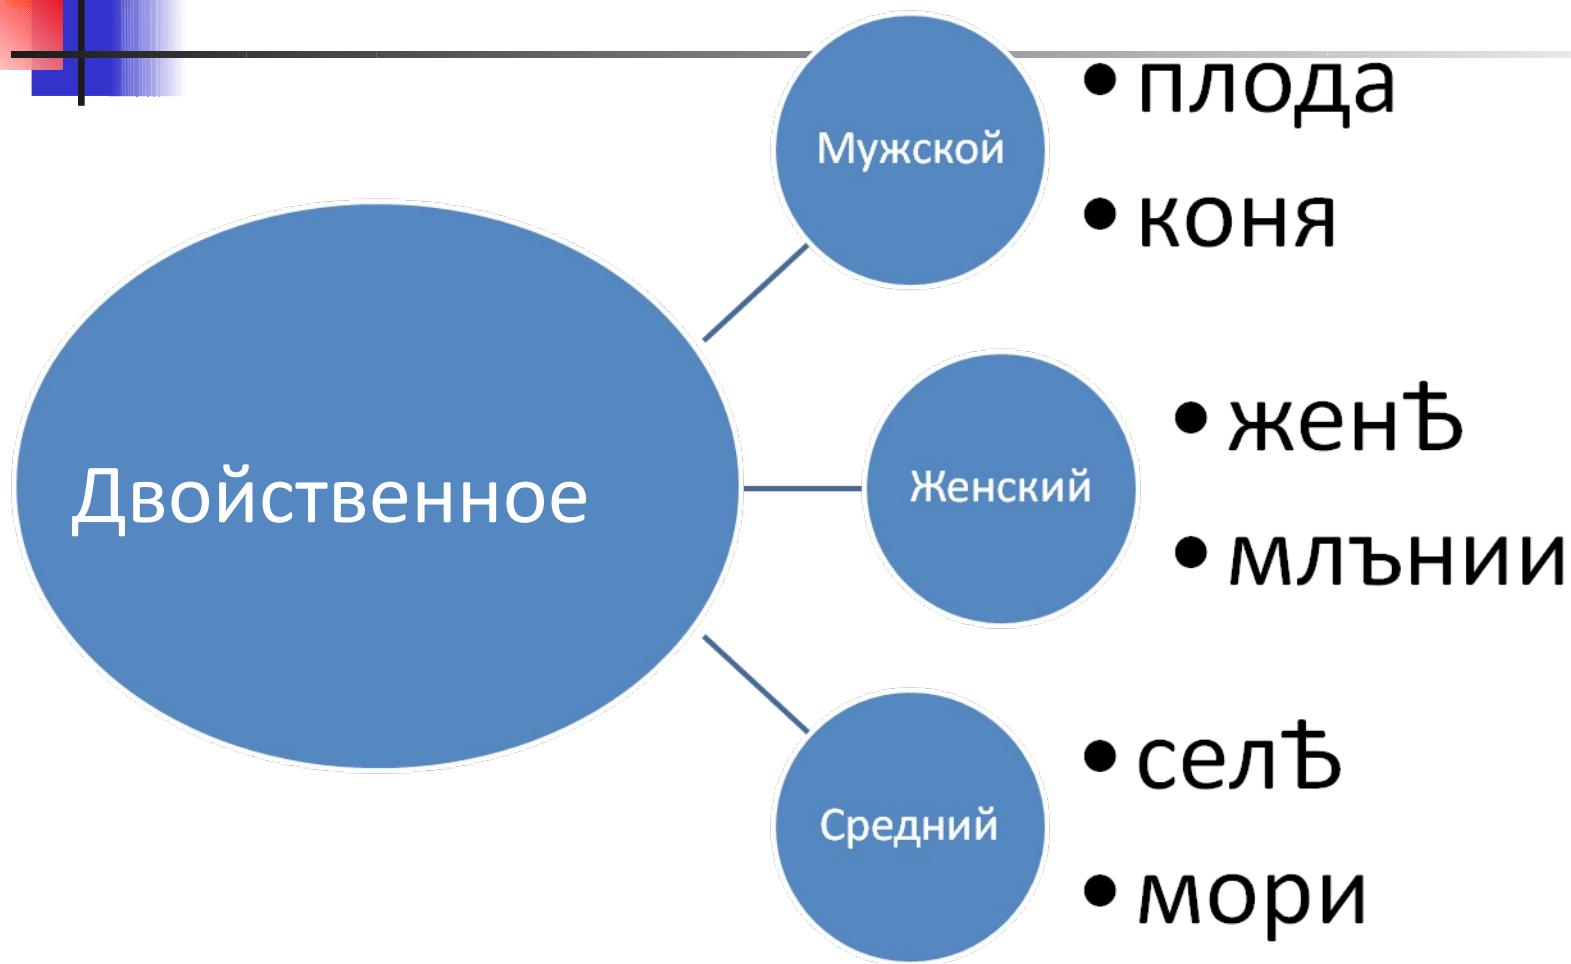 Двойственное
Мужской
• плода
• коня
Женский
• женѣ
• млънии
Средний
• селѣ
• мори